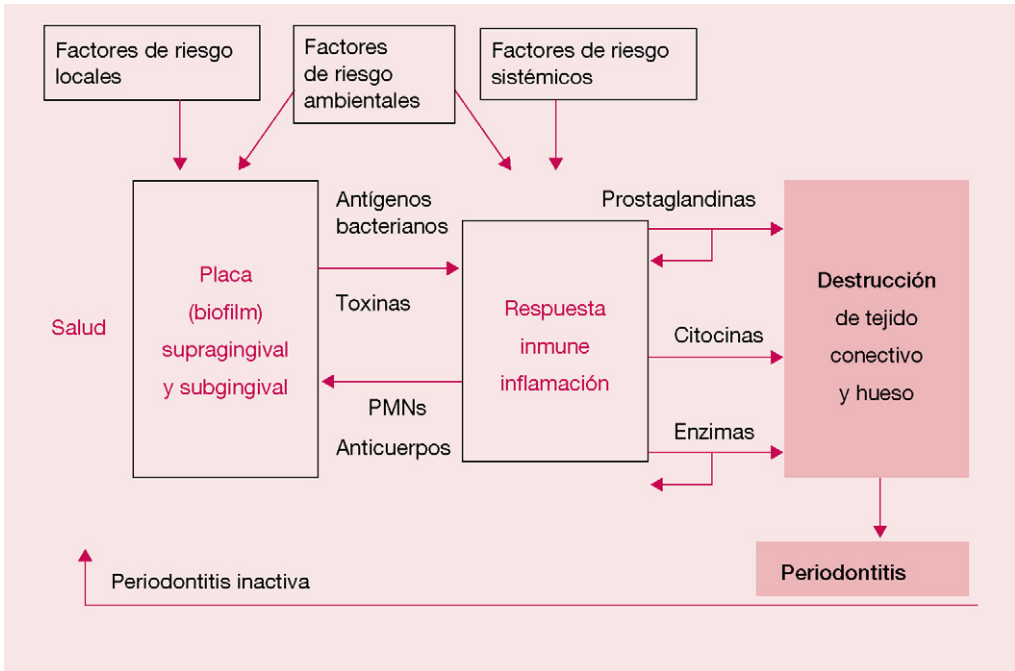 Factores de riesgo
locales
Factores
de riesgo
ambientales
Factores de riesgo
sistémicos
Salud
Placa
(biofilm)
supragingival
y subgingival
Antígenos
bacterianos
Toxinas
PMNs
Anticuerpos
Respuesta
inmune
inflamación
Prostaglandinas
Citocinas
Enzimas
Destrucción
de tejido
conectivo
y hueso
Periodontitis
Periodontitis inactiva